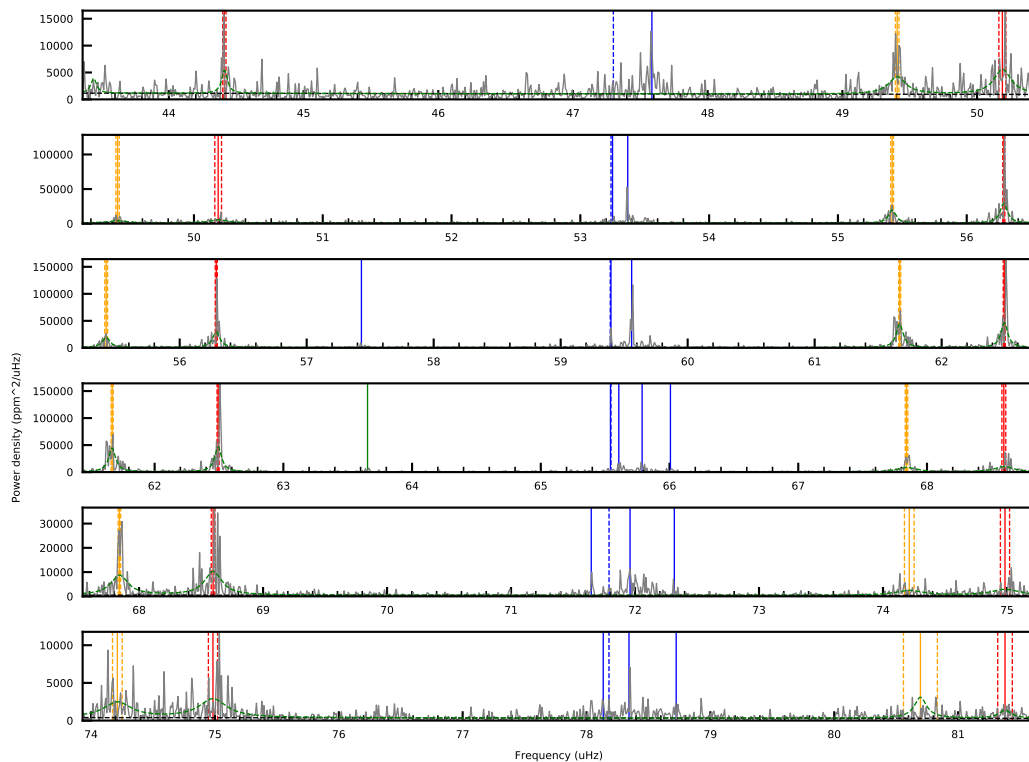 15000
10000
5000
0
44 45 46 47 48 49 50
100000
50000
0
50 51 52 53 54 55 56
150000
100000
50000
0
56 57 58 59 60 61 62
150000
100000
50000
0
62 63 64 65 66 67 68
30000
20000
10000
0
68 69 70 71 72 73 74 75
10000
5000
0
74 75 76 77 78 79 80 81
Power density (ppm^2/uHz)
Frequency (uHz)